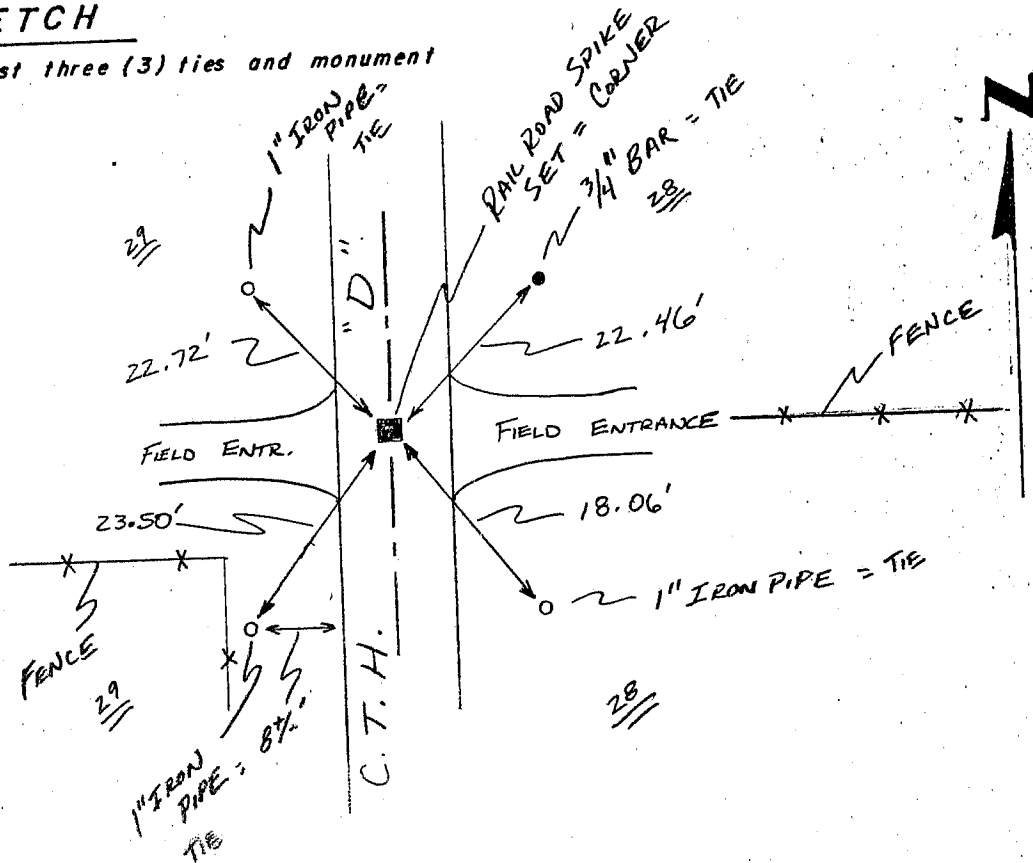 ETCH
st three (3) ties and monument
1" IRON
PIPE =
TIE
RAIL ROAD SPIKE
SET = CORNER
3/4" BAR = TIE
28
N
29
"D"
22.72'
22.46'
FENCE
FIELD ENTR.
FIELD ENTRANCE
23.50'
18.06'
1" IRON PIPE = TIE
FENCE
29
28
8+/-'
1" IRON
PIPE =
TIE
C.T.H.